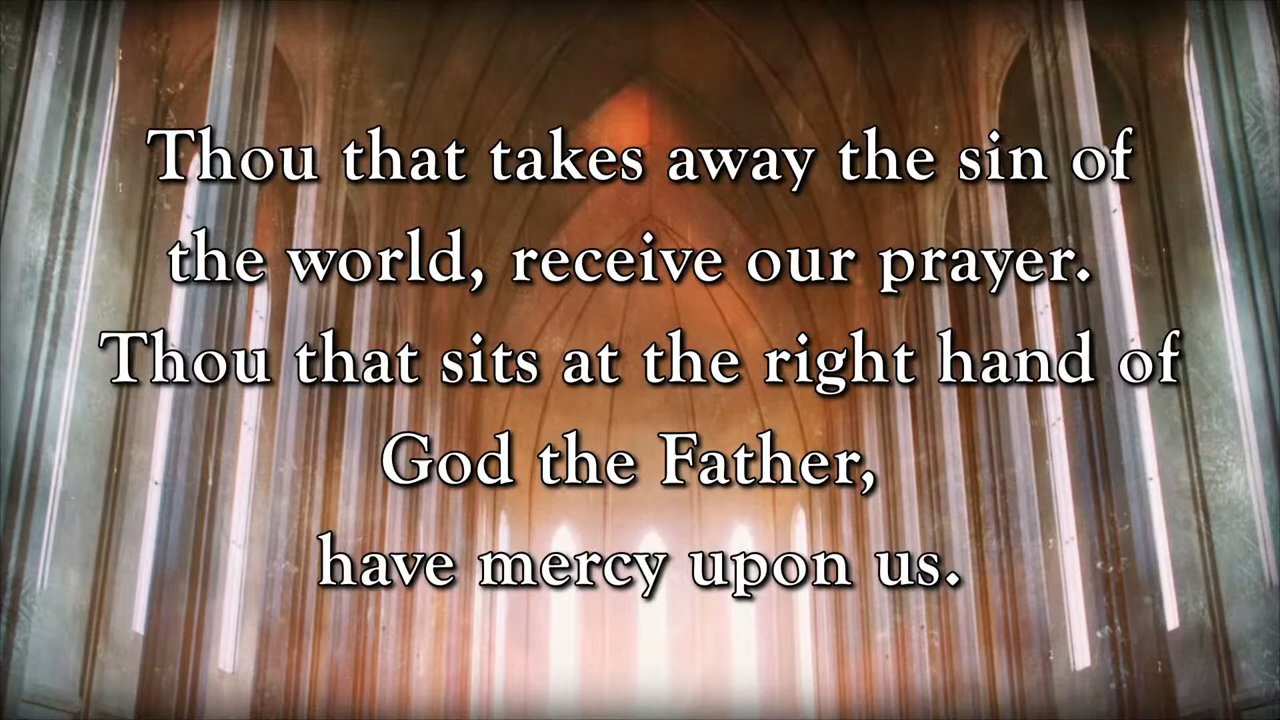 Thou that takes away the sin of
the world, receive our prayer.
Thou that sits at the right hand of
God the Father,
have mercy upon us.